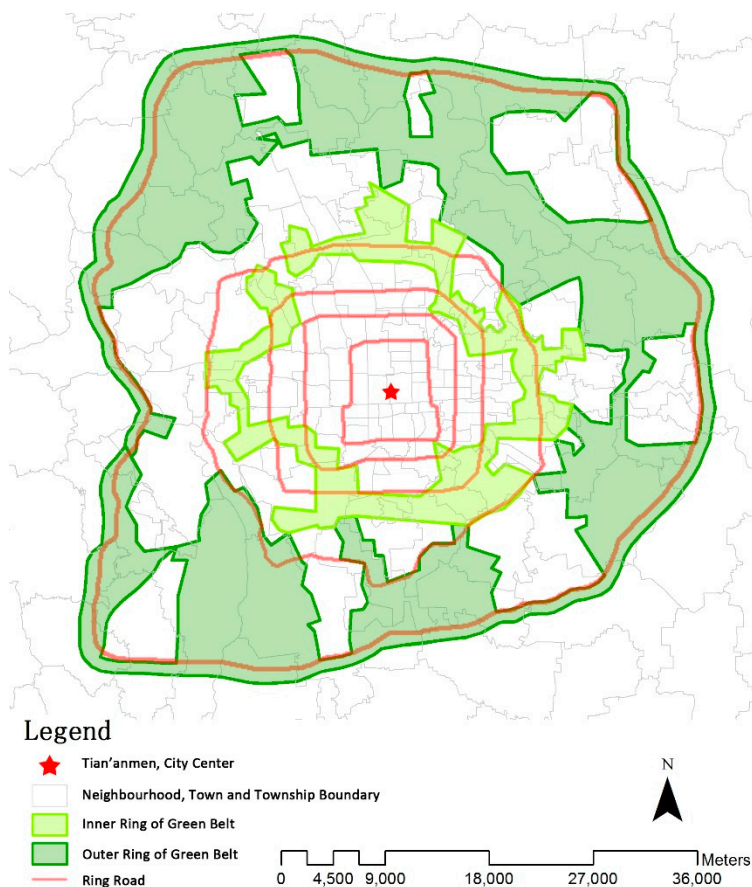 Legend
Tian'anmen, City Center
Neighbourhood, Town and Township Boundary
Inner Ring of Green Belt
Outer Ring of Green Belt
Ring Road
N
Meters
0 4,500 9,000 18,000 27,000 36,000